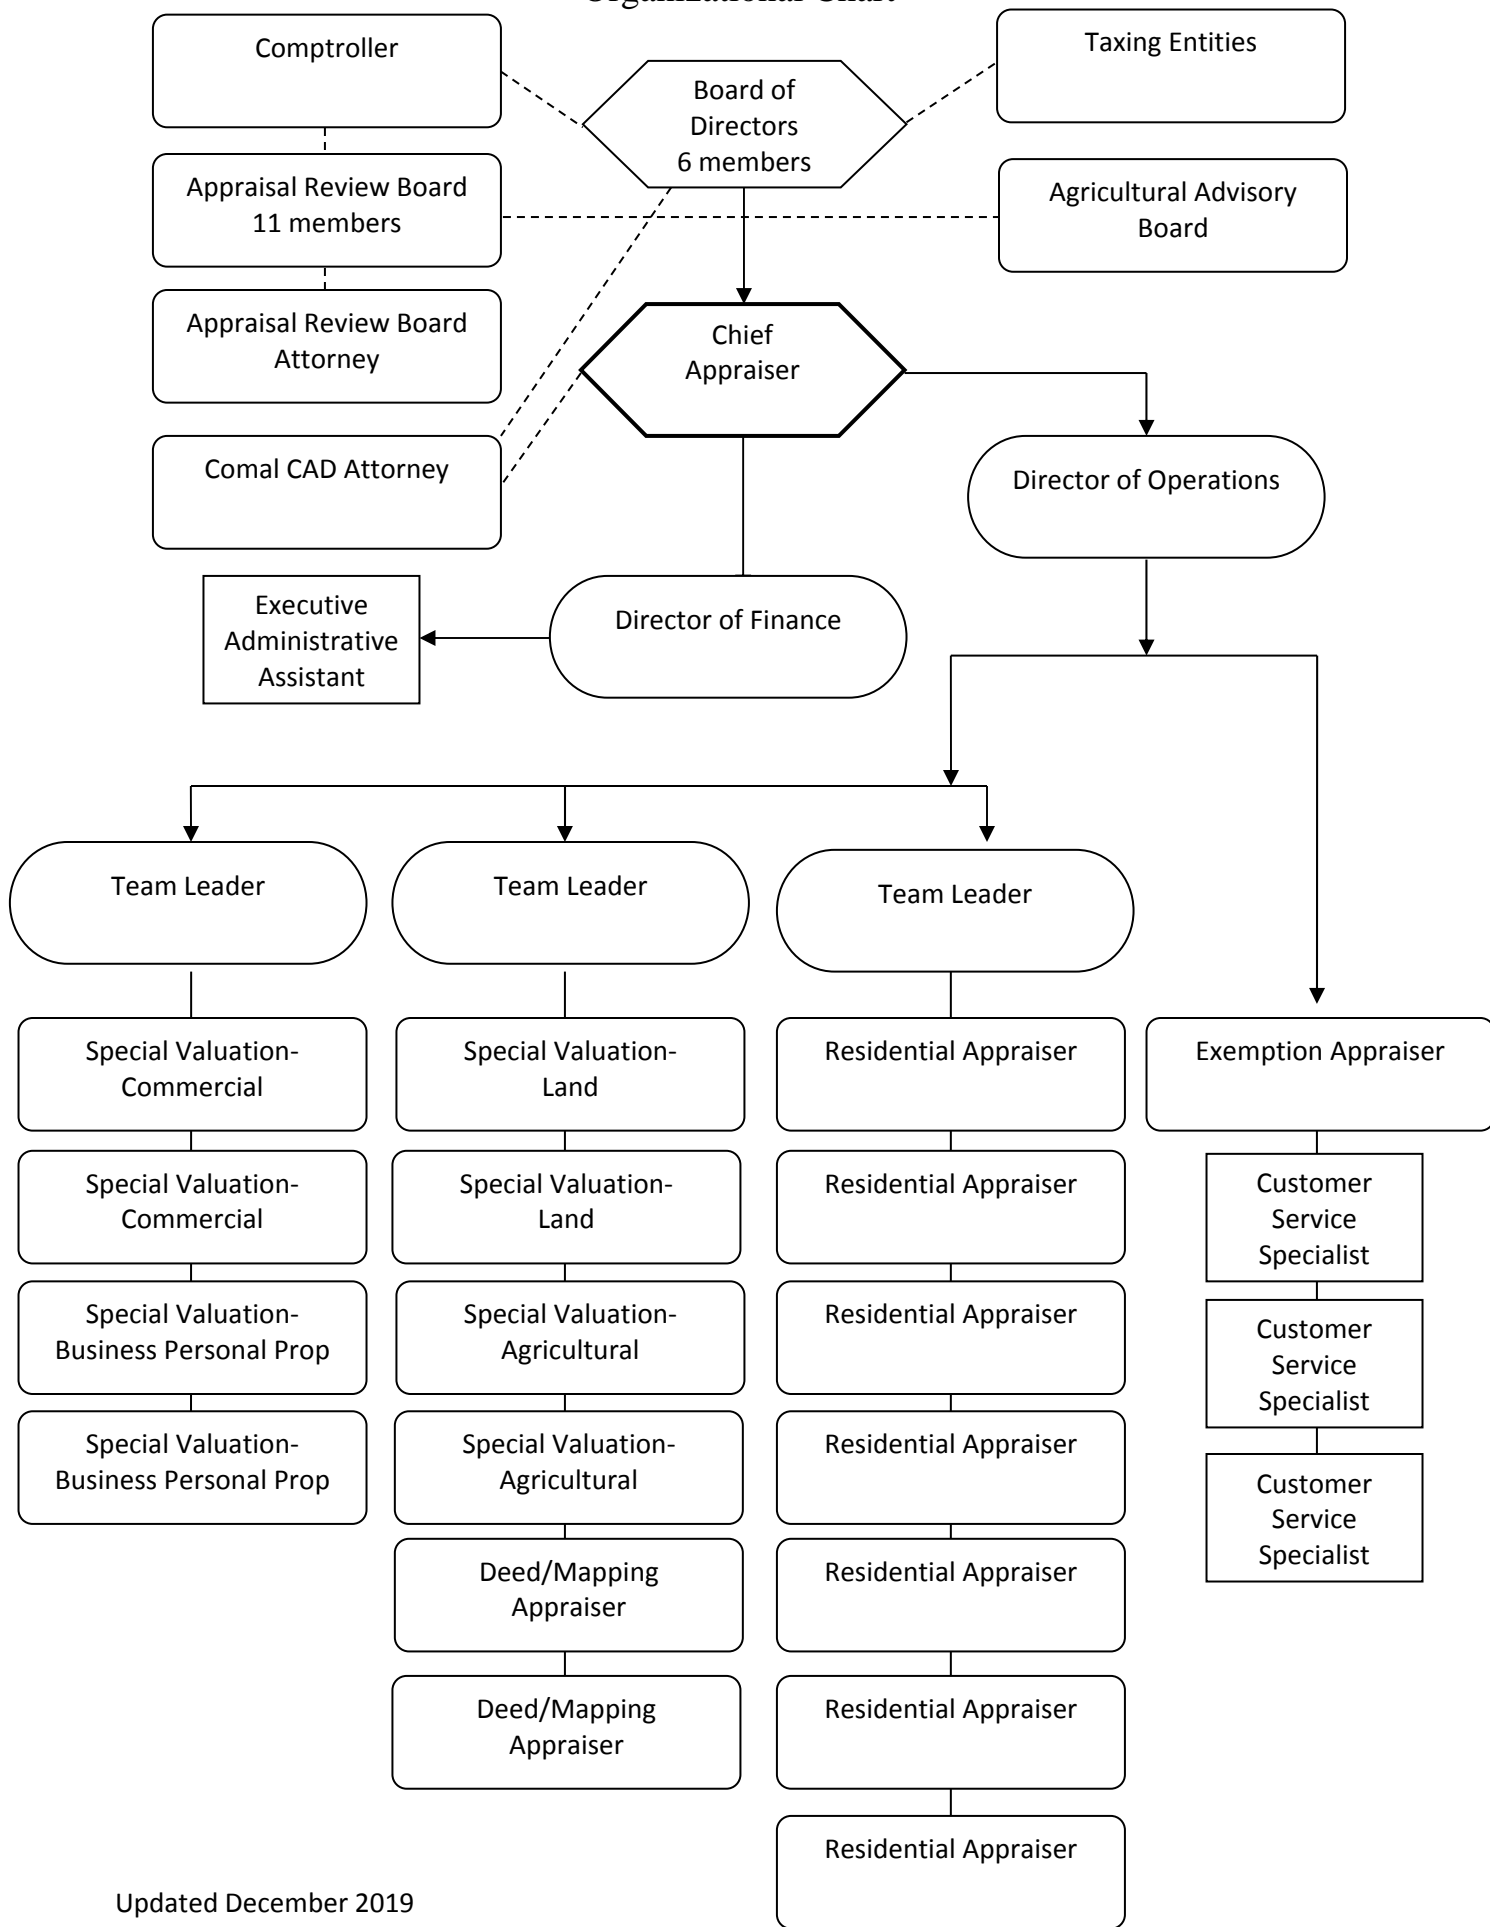 Organizational Chart
Comptroller
Board of
Directors
6 members
Taxing Entities
Appraisal Review Board
11 members
Agricultural Advisory
Board
Appraisal Review Board
Attorney
Chief
Appraiser
Comal CAD Attorney
Director of Operations
Executive
Administrative
Assistant
Director of Finance
Team Leader
Team Leader
Team Leader
Special Valuation-
Commercial
Special Valuation-
Land
Residential Appraiser
Exemption Appraiser
Special Valuation-
Commercial
Special Valuation-
Land
Residential Appraiser
Customer
Service
Specialist
Special Valuation-
Business Personal Prop
Special Valuation-
Agricultural
Residential Appraiser
Customer
Service
Specialist
Special Valuation-
Business Personal Prop
Special Valuation-
Agricultural
Residential Appraiser
Customer
Service
Specialist
Deed/Mapping
Appraiser
Residential Appraiser
Deed/Mapping
Appraiser
Residential Appraiser
Residential Appraiser
Updated December 2019